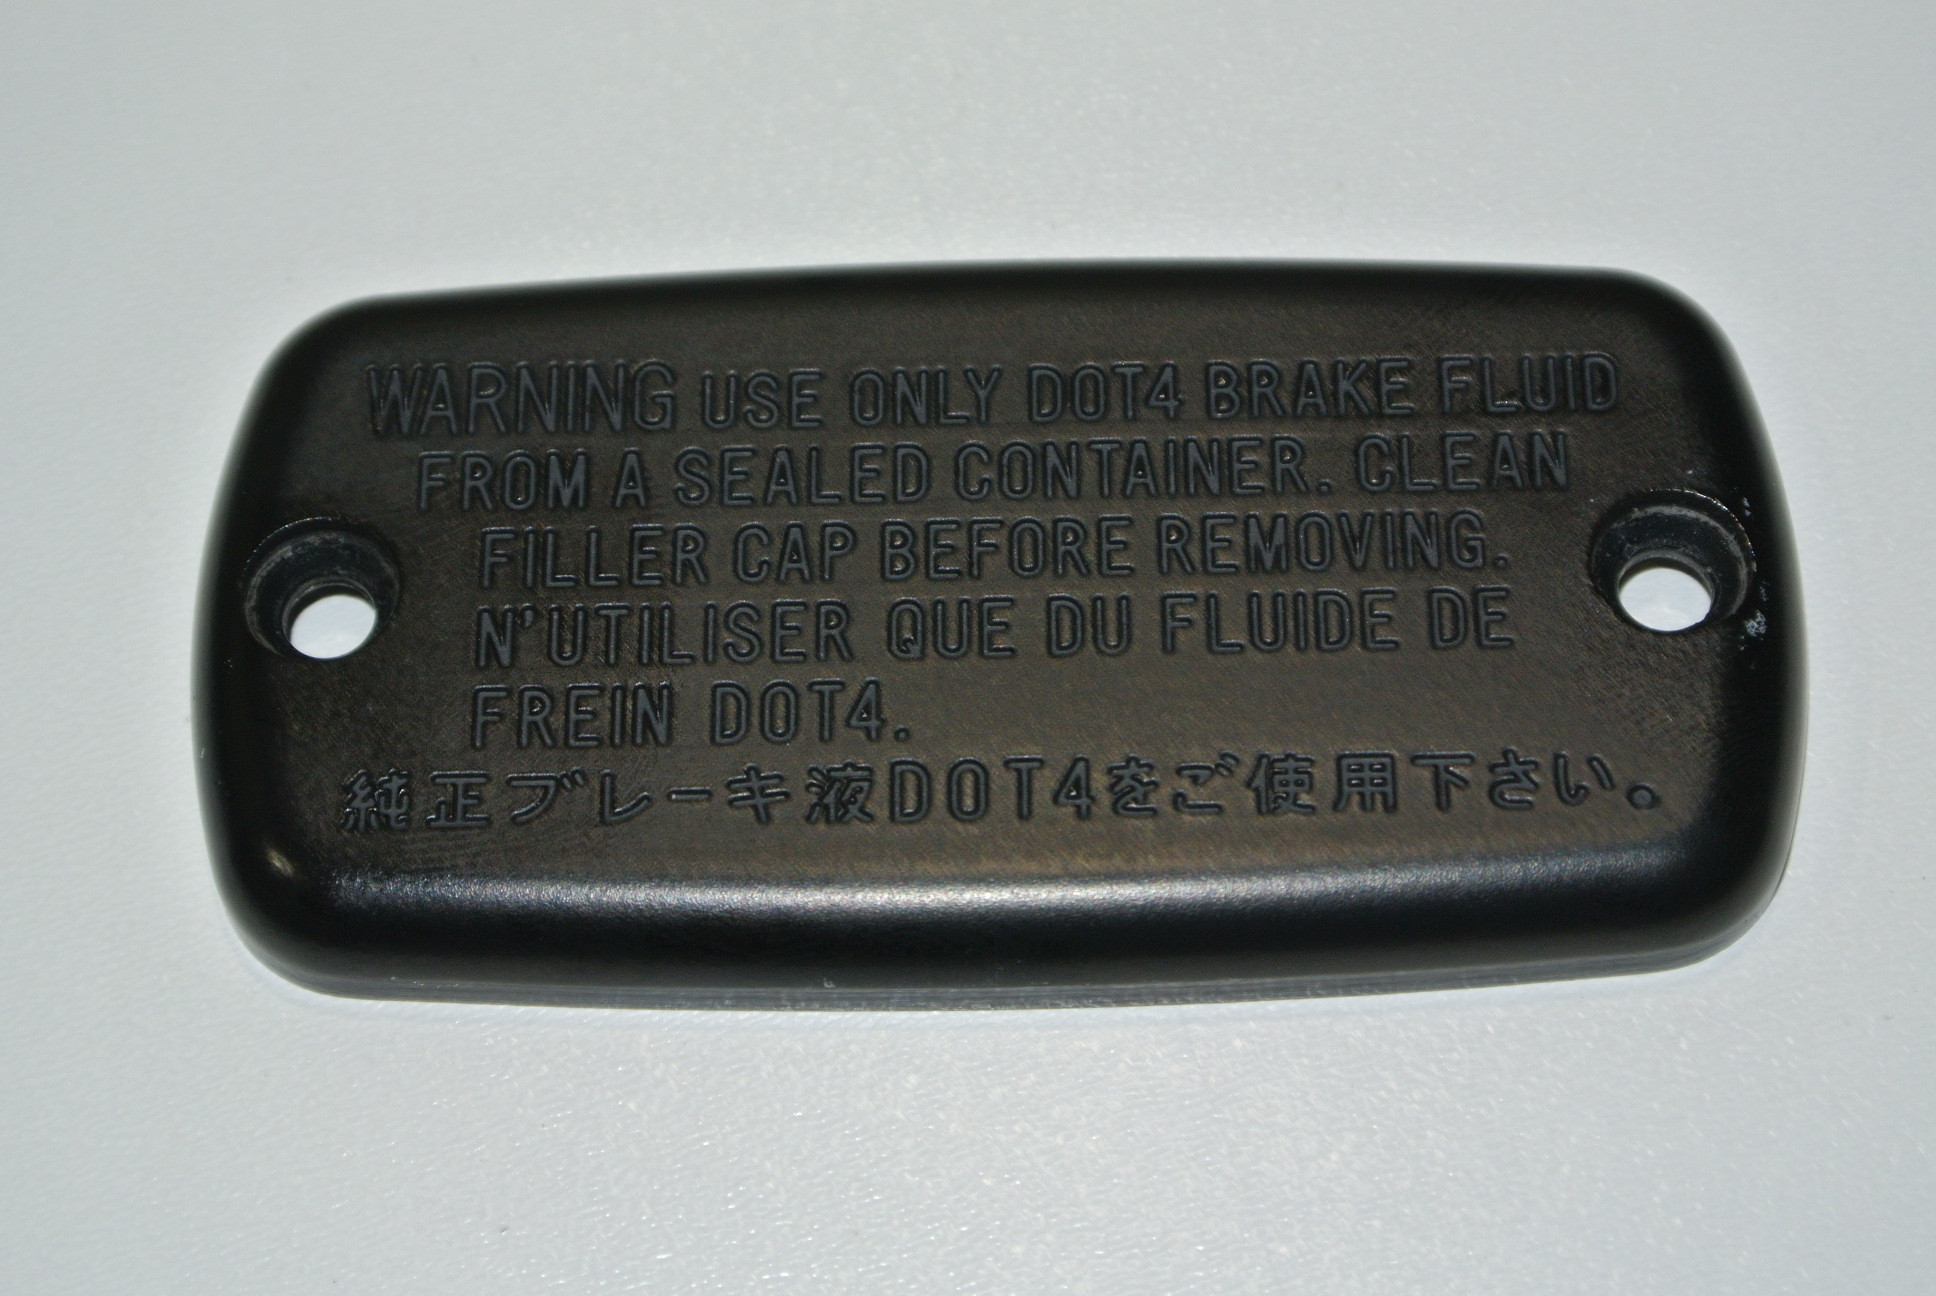 WARNING USE ONLY DOT4 BRAKE FLUID
FROM A SEALED CONTAINER. CLEAN
FILLER CAP BEFORE REMOVING.
N'UTILISER QUE DU FLUIDE DE
FREIN DOT4.
純正ブレーキ液DOT4をご使用下さい。